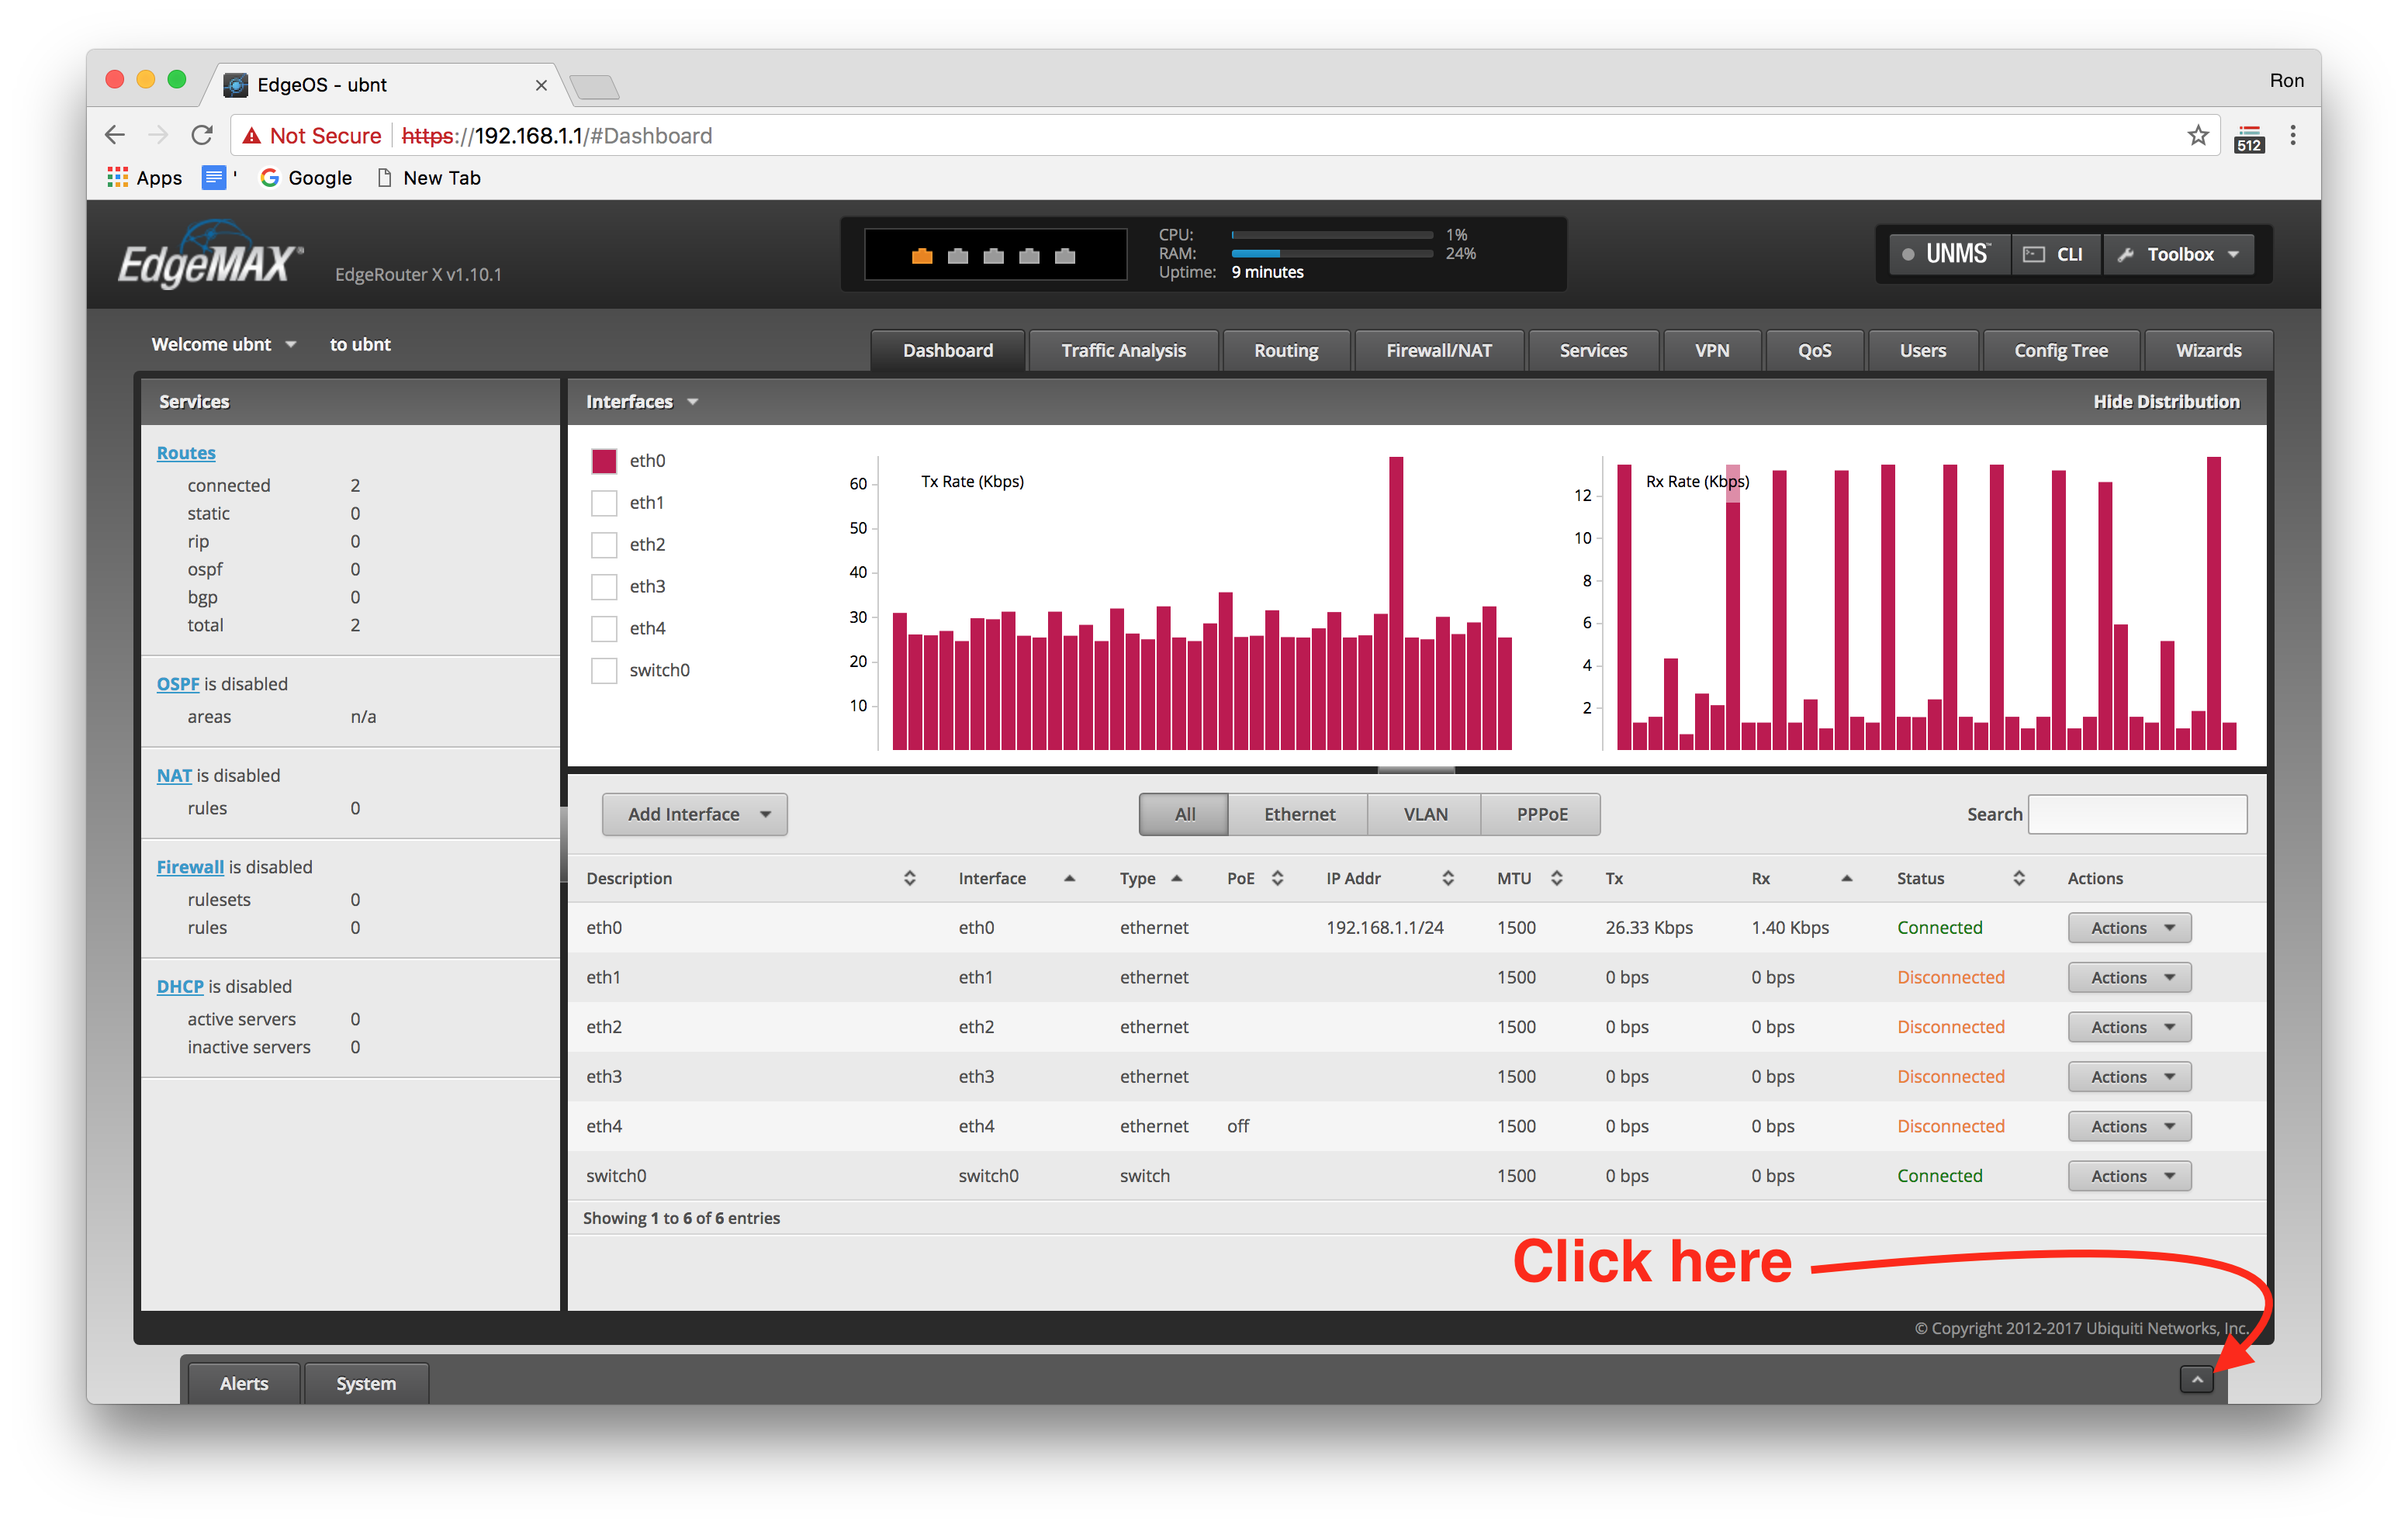 EdgeOS - ubnt
Ron
Not Secure https://192.168.1.1/#Dashboard
512
Apps ' Google New Tab
EdgeMAX®
EdgeRouter X v1.10.1
CPU: 1%
RAM: 24%
Uptime: 9 minutes
UNMS™ CLI Toolbox
Welcome ubnt to ubnt
Dashboard Traffic Analysis Routing Firewall/NAT Services VPN QoS Users Config Tree Wizards
Services
Routes
connected 2
static 0
rip 0
ospf 0
bgp 0
total 2
OSPF is disabled
areas n/a
NAT is disabled
rules 0
Firewall is disabled
rulesets 0
rules 0
DHCP is disabled
active servers 0
inactive servers 0
Interfaces Hide Distribution
eth0
eth1
eth2
eth3
eth4
switch0
Tx Rate (Kbps)
60
50
40
30
20
10
Rx Rate (Kbps)
12
10
8
6
4
2
Add Interface All Ethernet VLAN PPPoE Search
Description Interface Type PoE IP Addr MTU Tx Rx Status Actions
eth0 eth0 ethernet 192.168.1.1/24 1500 26.33 Kbps 1.40 Kbps Connected Actions
eth1 eth1 ethernet 1500 0 bps 0 bps Disconnected Actions
eth2 eth2 ethernet 1500 0 bps 0 bps Disconnected Actions
eth3 eth3 ethernet 1500 0 bps 0 bps Disconnected Actions
eth4 eth4 ethernet off 1500 0 bps 0 bps Disconnected Actions
switch0 switch0 switch 1500 0 bps 0 bps Connected Actions
Showing 1 to 6 of 6 entries
Click here
© Copyright 2012-2017 Ubiquiti Networks, Inc.
Alerts System